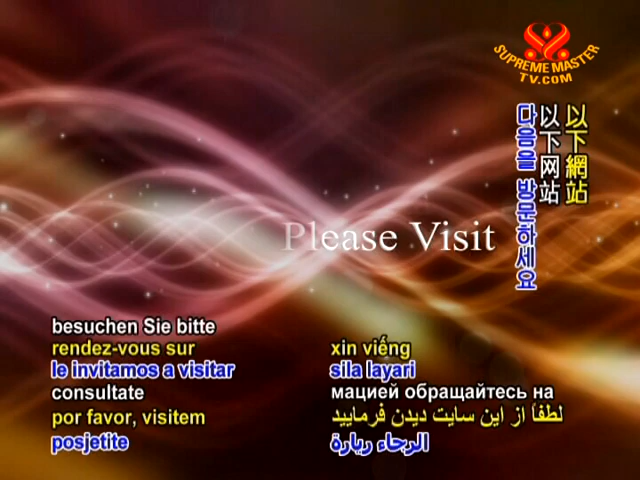 SUPREME MASTER
TV.COM
以下網站
以下网站
다음을 방문하세요
Please Visit
besuchen Sie bitte
rendez-vous sur
le invitamos a visitar
consultate
por favor, visitem
posjetite
xin viếng
sila layari
мацией обращайтесь на
لطفاً از این سایت دیدن فرمایید
الرجاء زيارة